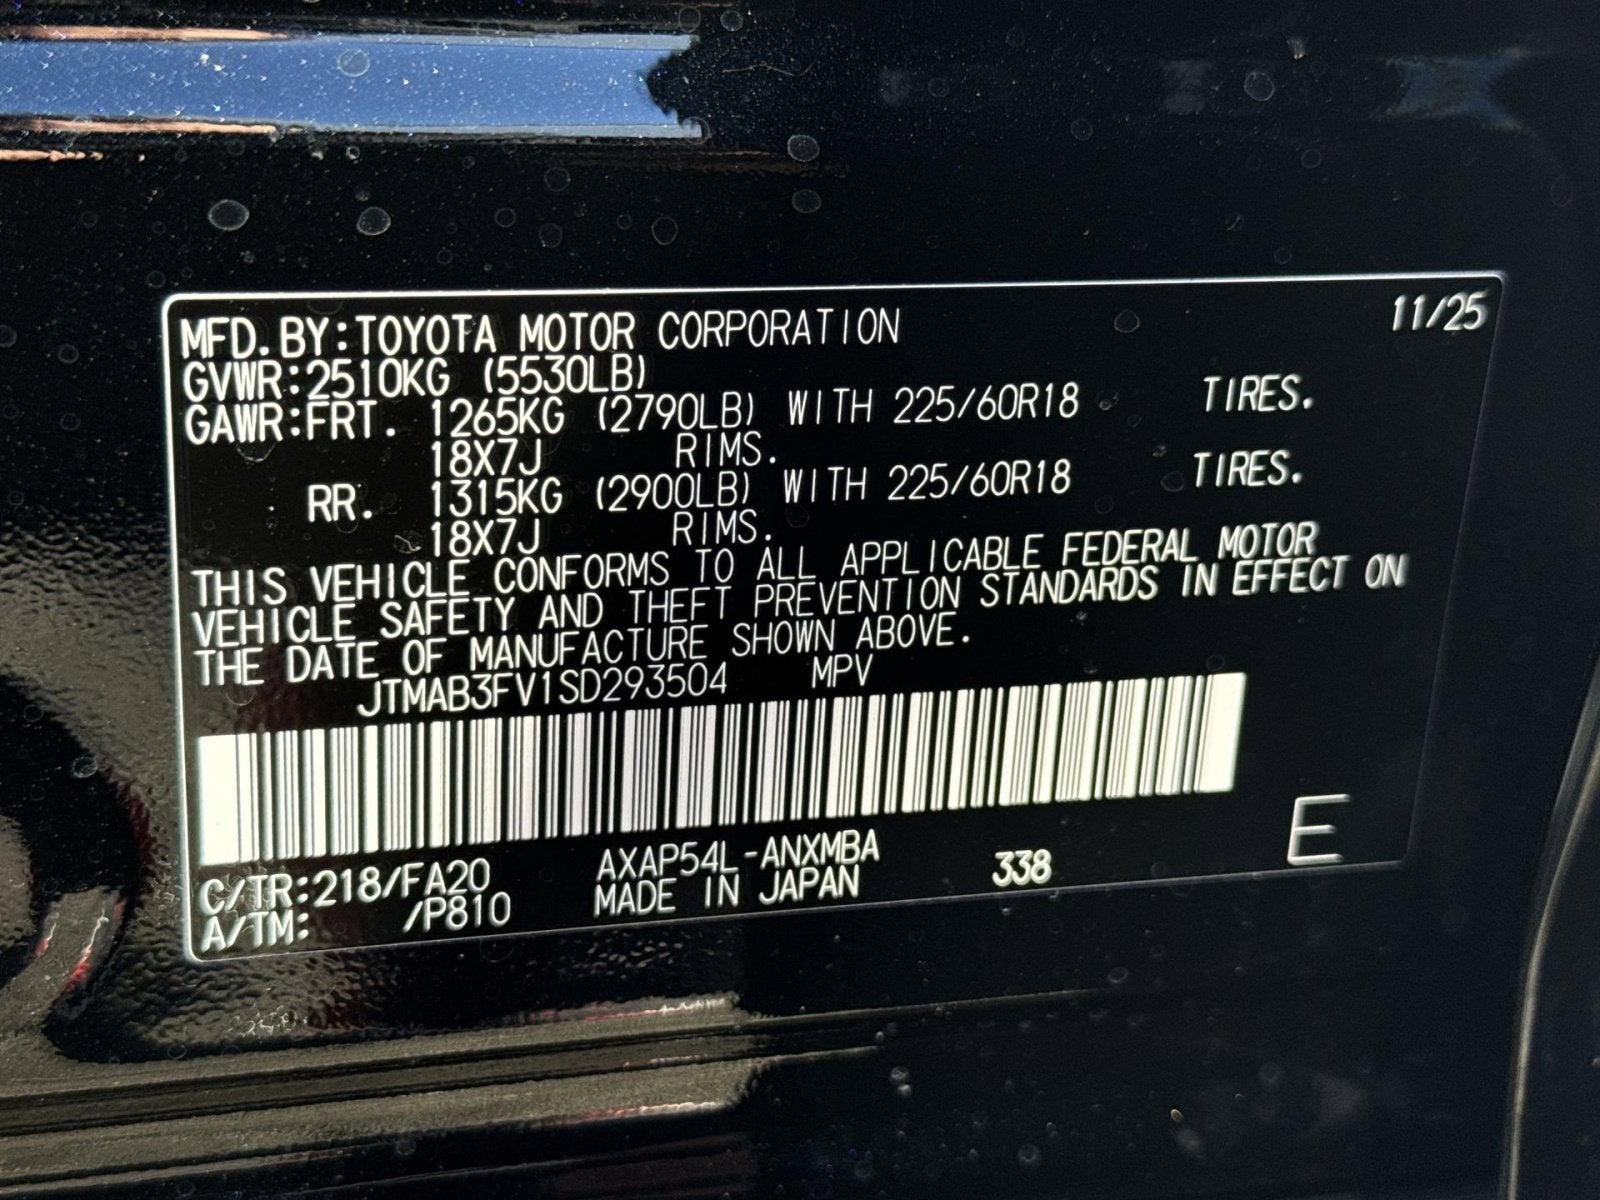 11/25
MFD.BY:TOYOTA MOTOR CORPORATION
GVWR:2510KG (5530LB)
GAWR:FRT. 1265KG (2790LB) WITH 225/60R18 TIRES.
18X7J RIMS.
RR. 1315KG (2900LB) WITH 225/60R18 TIRES.
18X7J RIMS.
THIS VEHICLE CONFORMS TO ALL APPLICABLE FEDERAL MOTOR
VEHICLE SAFETY AND THEFT PREVENTION STANDARDS IN EFFECT ON
THE DATE OF MANUFACTURE SHOWN ABOVE.
JTMAB3FV1SD293504 MPV
C/TR:218/FA20 AXAP54L-ANXMBA 338 E
A/TM: /P810 MADE IN JAPAN